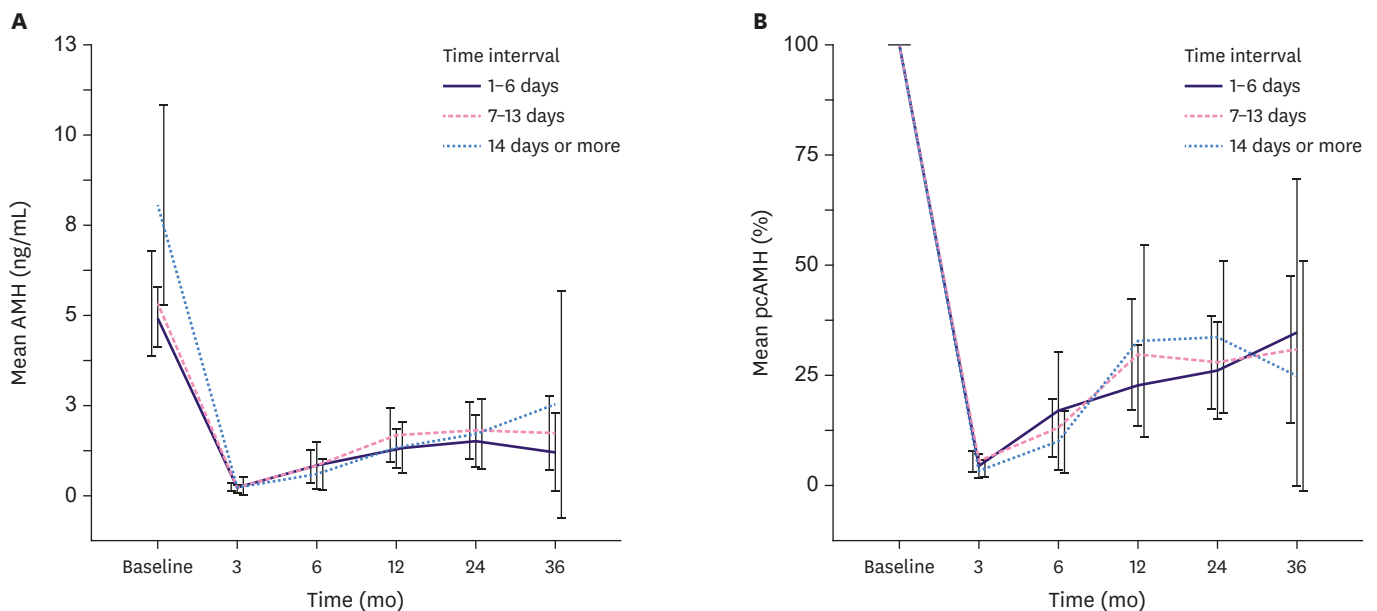 A
Mean AMH (ng/mL)
13
10
8
5
3
0
Time interrval
1–6 days
7–13 days
14 days or more
Baseline 3 6 12 24 36
Time (mo)
B
Mean pcAMH (%)
100
75
50
25
0
Time interrval
1–6 days
7–13 days
14 days or more
Baseline 3 6 12 24 36
Time (mo)